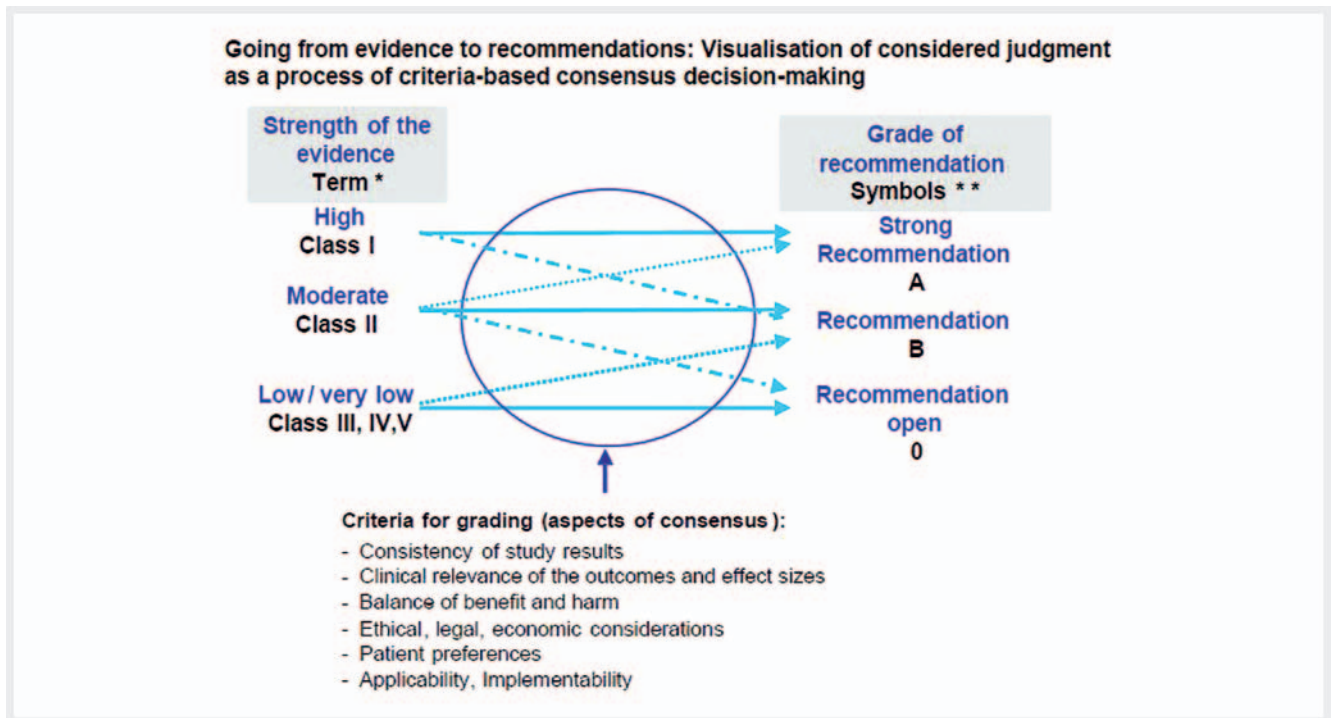 Going from evidence to recommendations: Visualisation of considered judgment
as a process of criteria-based consensus decision-making
Strength of the
evidence
Term *
High
Class I
Moderate
Class II
Low / very low
Class III, IV,V
Grade of
recommendation
Symbols * *
Strong
Recommendation
A
Recommendation
B
Recommendation
open
0
Criteria for grading (aspects of consensus ):
- Consistency of study results
- Clinical relevance of the outcomes and effect sizes
- Balance of benefit and harm
- Ethical, legal, economic considerations
- Patient preferences
- Applicability, Implementability